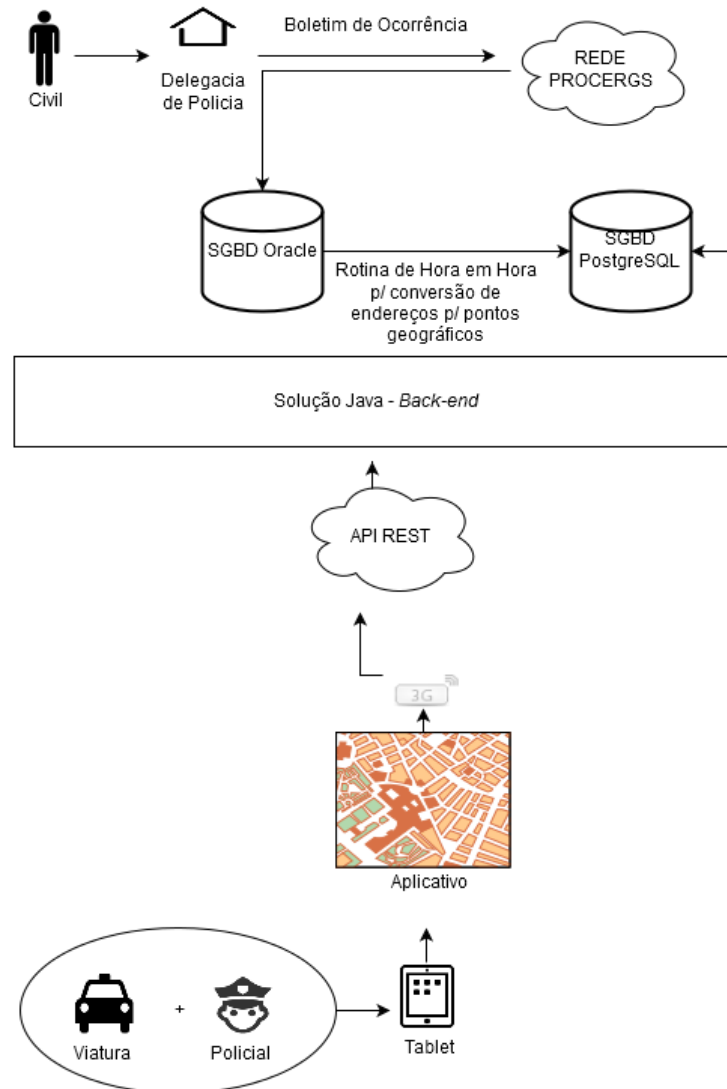 Boletim de Ocorrência
Civil
Delegacia
de Policia
REDE
PROCERGS
SGBD Oracle
SGBD
PostgreSQL
Rotina de Hora em Hora
p/ conversão de
endereços p/ pontos
geográficos
Solução Java - Back-end
API REST
3G
Aplicativo
Viatura
+
Policial
Tablet